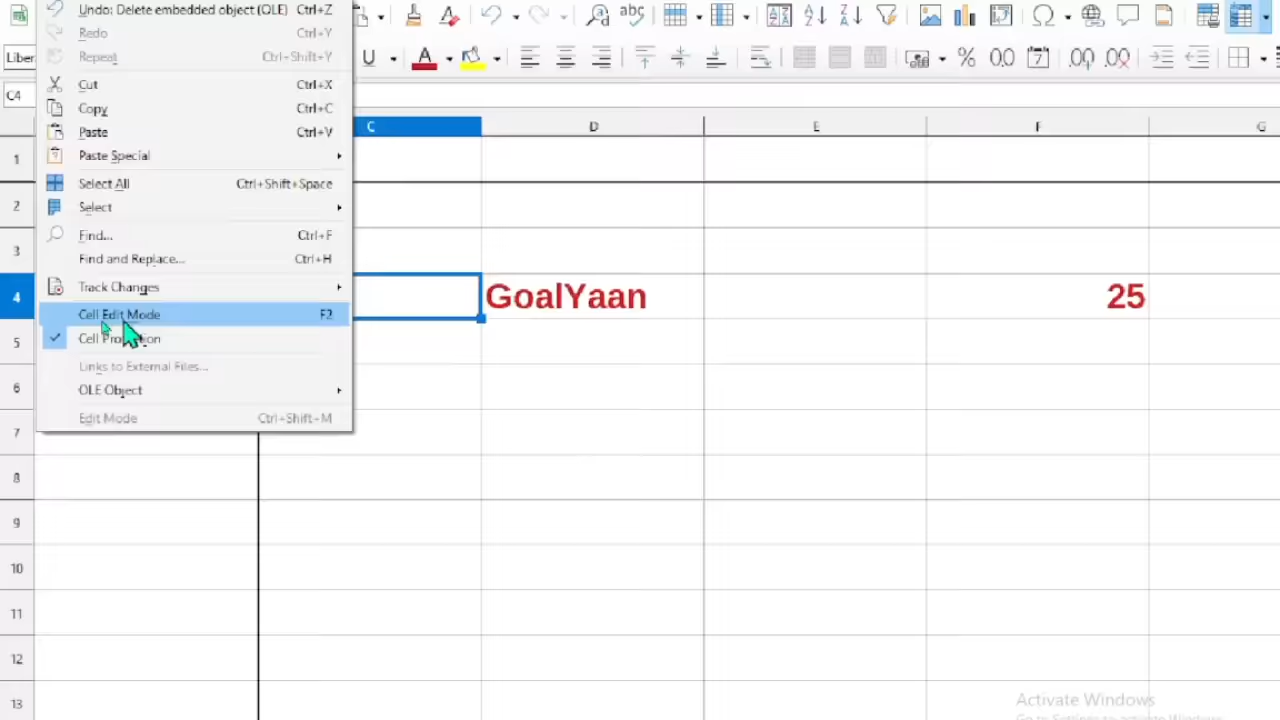 Undo: Delete embedded object (OLE) Ctrl+Z
Redo Ctrl+Y
Repeat Ctrl+Shift+Y
Cut Ctrl+X
Copy Ctrl+C
Paste Ctrl+V
Paste Special
Select All Ctrl+Shift+Space
Select
Find... Ctrl+F
Find and Replace... Ctrl+H
Track Changes
Cell Edit Mode F2
Cell Protection
Links to External Files...
OLE Object
Edit Mode Ctrl+Shift+M
Liber
C4
C D E F G
1
2
3
4 GoalYaan 25
5
6
7
8
9
10
11
12
13
Activate Windows